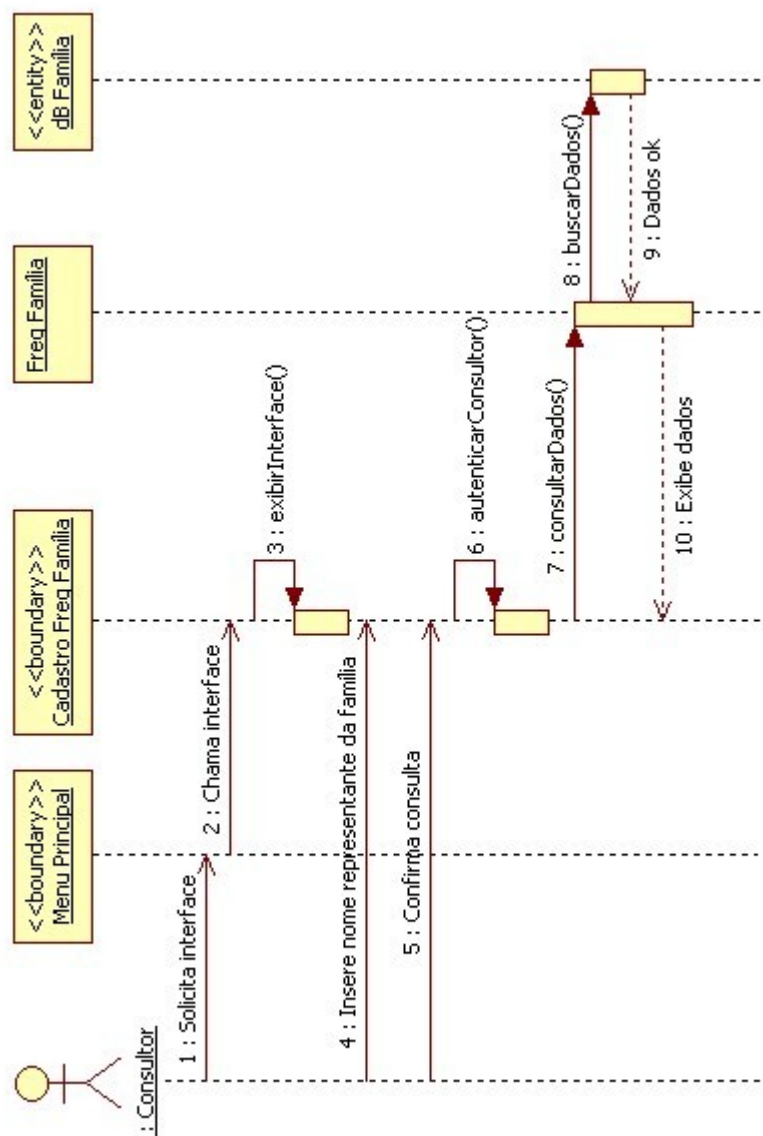 : Consultor
<<boundary>>
Menu Principal
<<boundary>>
Cadastro Freq Família
Freq Família
<<entity>>
dB Família
1 : Solicita interface
2 : Chama interface
3 : exibirInterface()
4 : Insere nome representante da família
5 : Confirma consulta
6 : autenticarConsultor()
7 : consultarDados()
8 : buscarDados()
9 : Dados ok
10 : Exibe dados